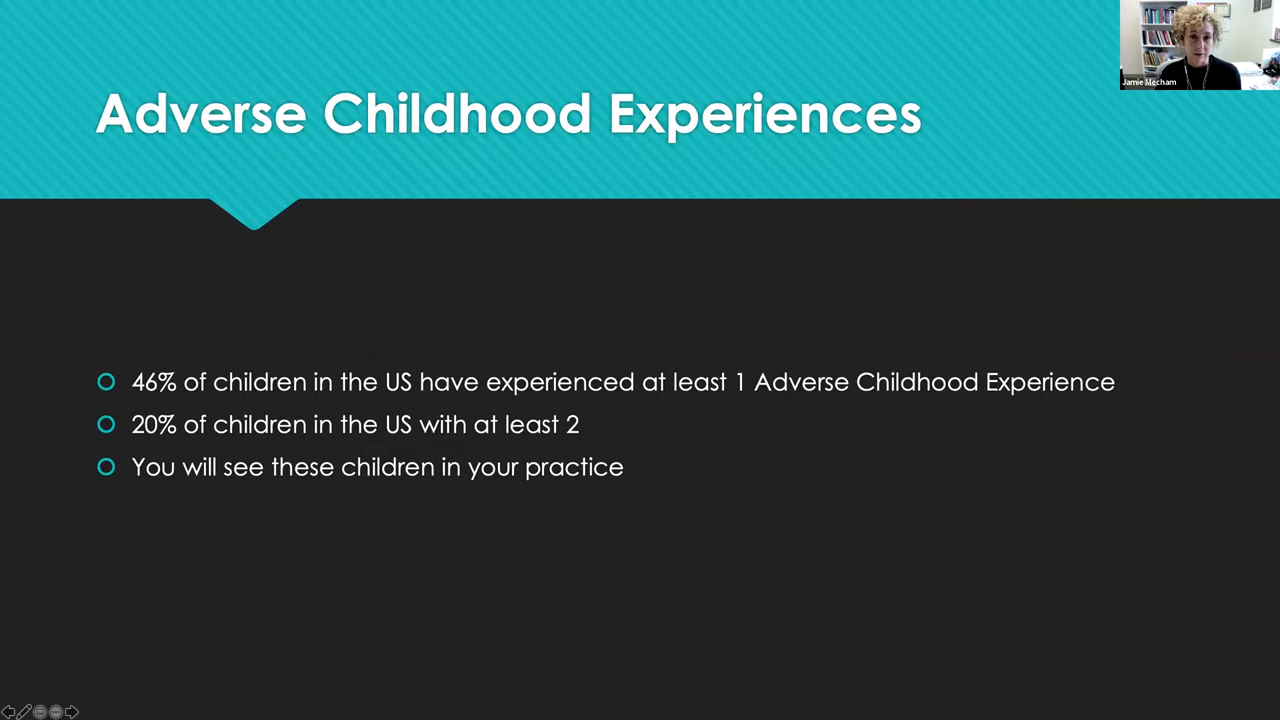 Jamie Mecham
Adverse Childhood Experiences
46% of children in the US have experienced at least 1 Adverse Childhood Experience
20% of children in the US with at least 2
You will see these children in your practice